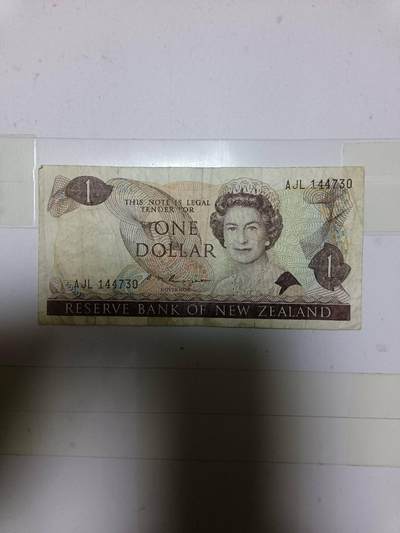 AJL 144730
1
THIS NOTE IS LEGAL
TENDER FOR
ONE
DOLLAR
1
AJL 144730
GOVERNOR
RESERVE BANK OF NEW ZEALAND